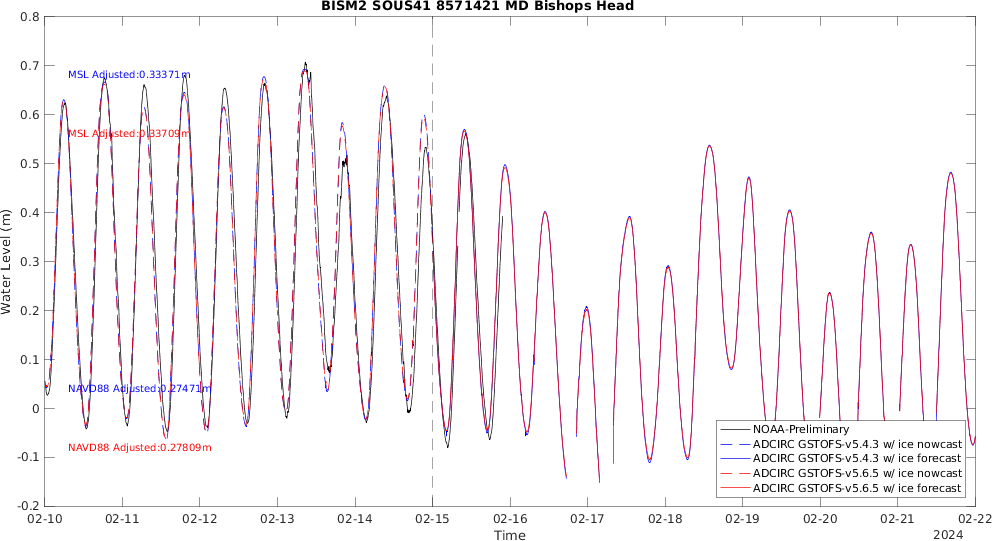 BISM2 SOUS41 8571421 MD Bishops Head
0.8
0.7
0.6
0.5
0.4
0.3
0.2
0.1
0
-0.1
-0.2
Water Level (m)
MSL Adjusted:0.33371m
MSL Adjusted:0.33709m
NAVD88 Adjusted:0.27471m
NAVD88 Adjusted:0.27809m
NOAA-Preliminary
ADCIRC GSTOFS-v5.4.3 w/ ice nowcast
ADCIRC GSTOFS-v5.4.3 w/ ice forecast
ADCIRC GSTOFS-v5.6.5 w/ ice nowcast
ADCIRC GSTOFS-v5.6.5 w/ ice forecast
02-10 02-11 02-12 02-13 02-14 02-15 02-16 02-17 02-18 02-19 02-20 02-21 02-22
Time
2024